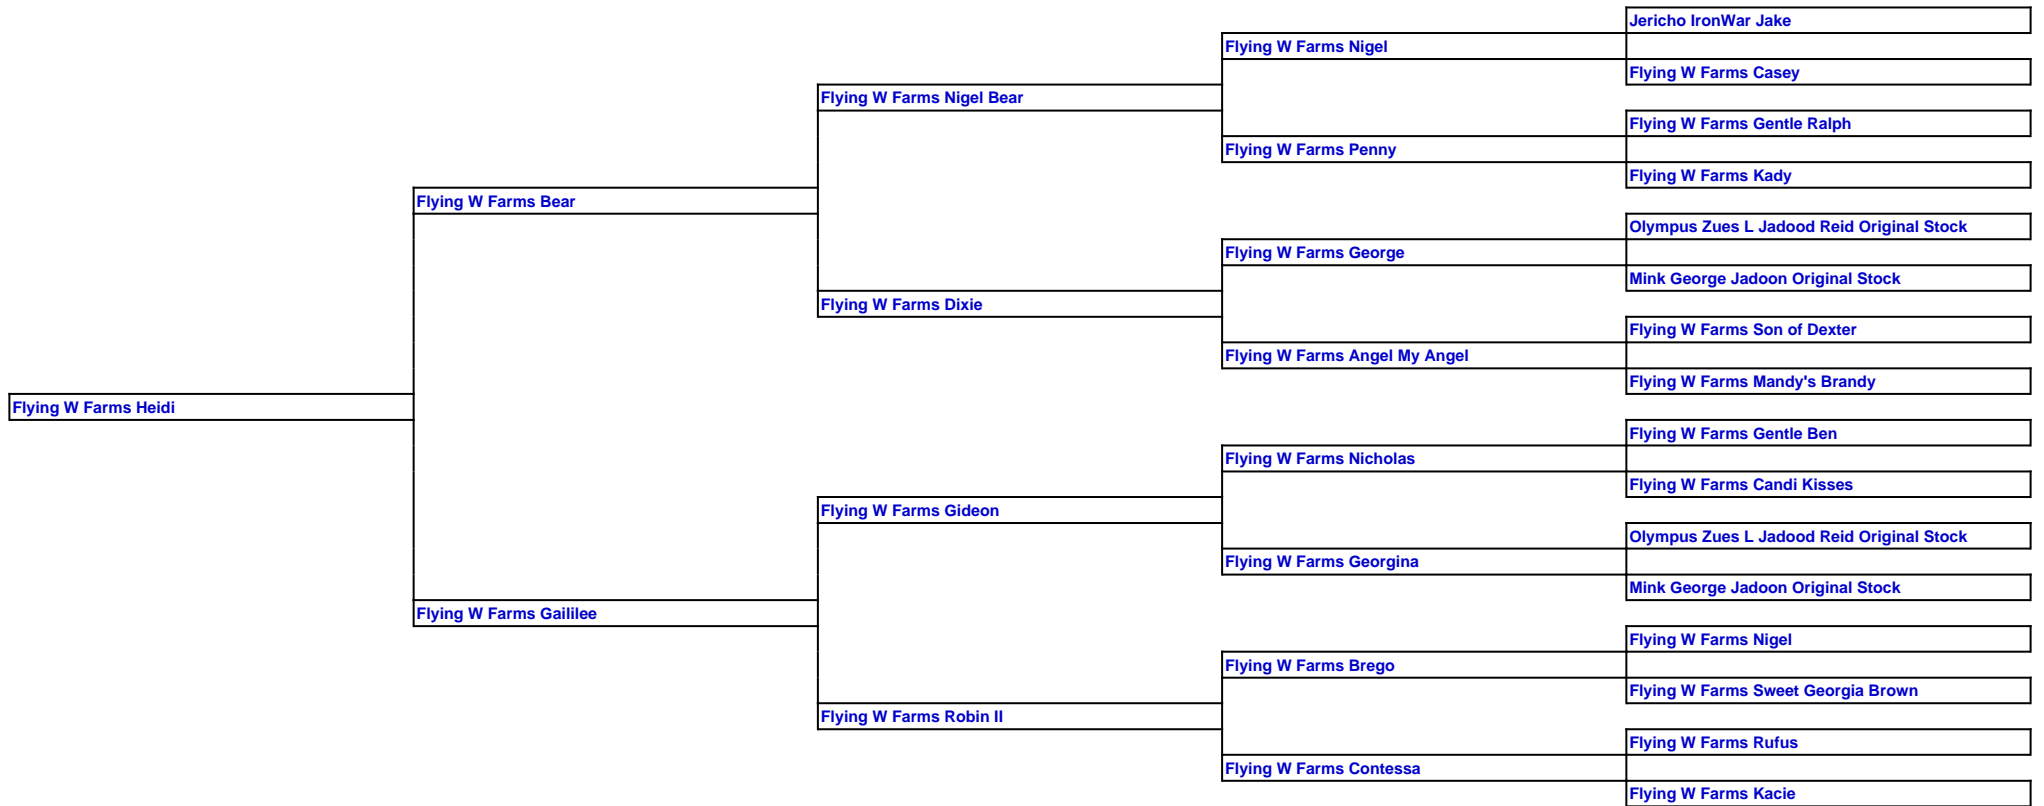 Jericho IronWar Jake
Flying W Farms Nigel
Flying W Farms Casey
Flying W Farms Nigel Bear
Flying W Farms Gentle Ralph
Flying W Farms Penny
Flying W Farms Kady
Flying W Farms Bear
Olympus Zues L Jadood Reid Original Stock
Flying W Farms George
Mink George Jadoon Original Stock
Flying W Farms Dixie
Flying W Farms Son of Dexter
Flying W Farms Angel My Angel
Flying W Farms Mandy's Brandy
Flying W Farms Heidi
Flying W Farms Gentle Ben
Flying W Farms Nicholas
Flying W Farms Candi Kisses
Flying W Farms Gideon
Olympus Zues L Jadood Reid Original Stock
Flying W Farms Georgina
Mink George Jadoon Original Stock
Flying W Farms Gaililee
Flying W Farms Nigel
Flying W Farms Brego
Flying W Farms Sweet Georgia Brown
Flying W Farms Robin II
Flying W Farms Rufus
Flying W Farms Contessa
Flying W Farms Kacie